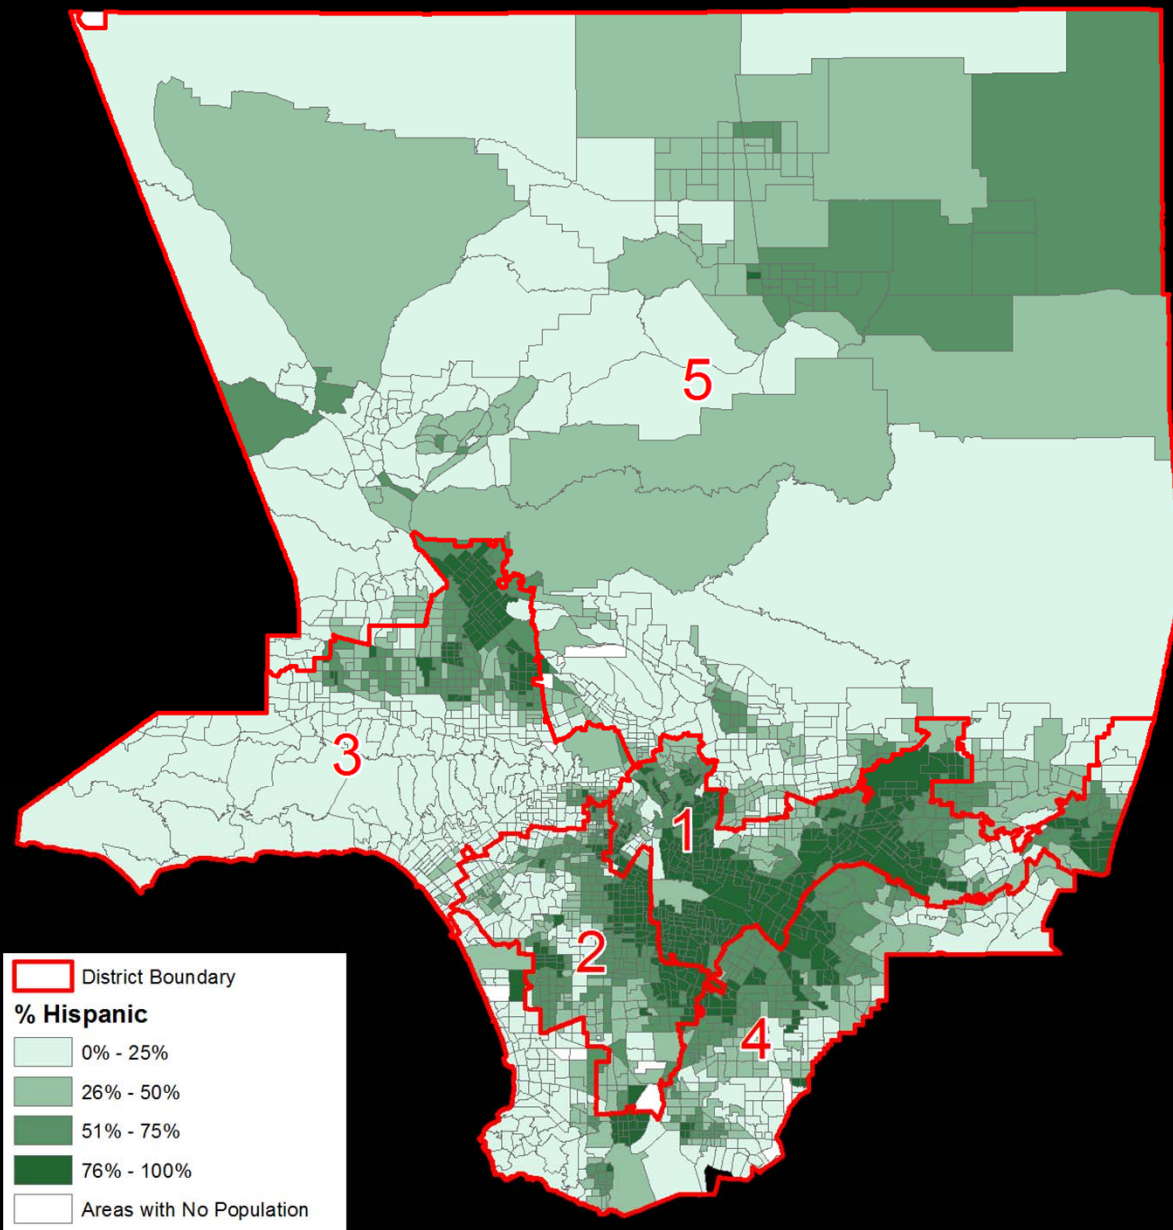 5
3
1
2
4
District Boundary
% Hispanic
0% - 25%
26% - 50%
51% - 75%
76% - 100%
Areas with No Population